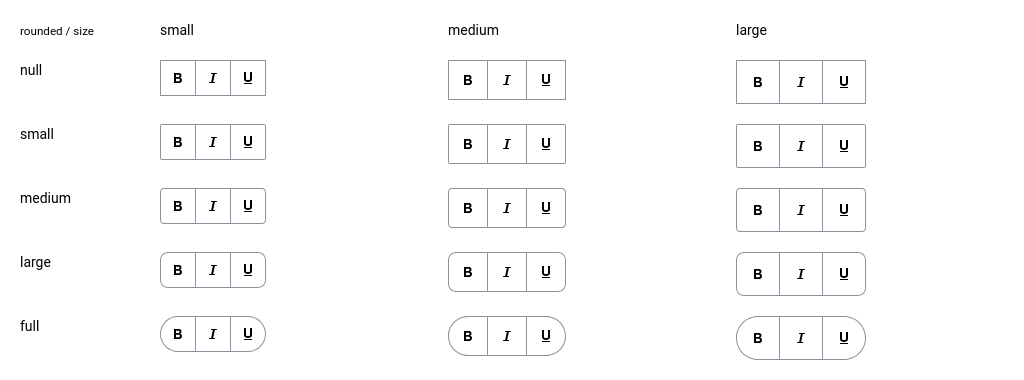 rounded / size small medium large
null B I U B I U B I U
small B I U B I U B I U
medium B I U B I U B I U
large B I U B I U B I U
full B I U B I U B I U